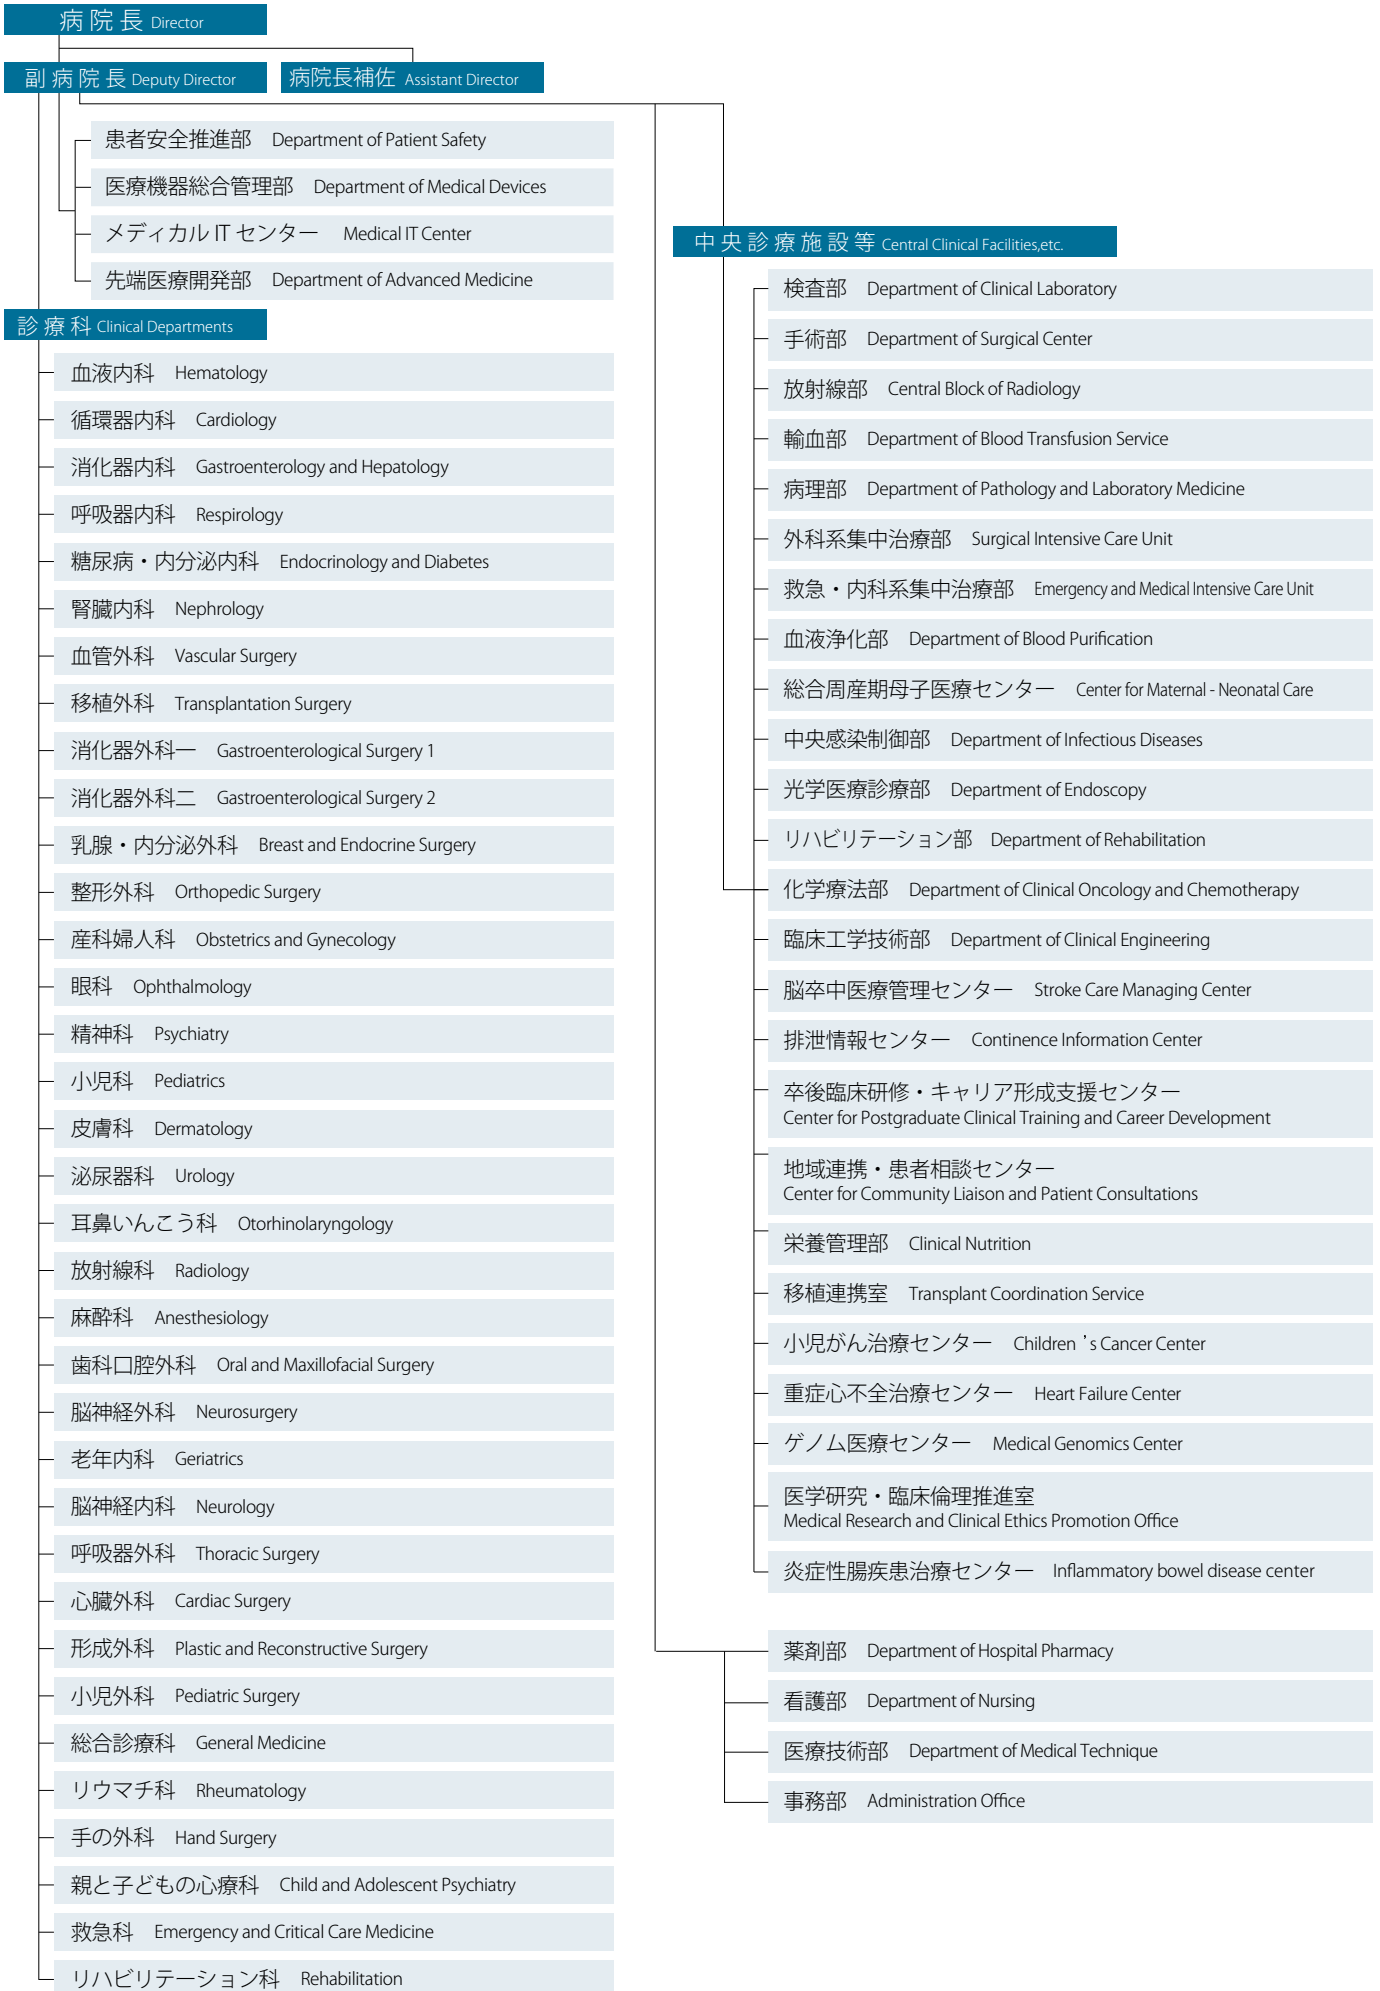 病院長 Director
副病院長 Deputy Director
病院長補佐 Assistant Director
患者安全推進部 Department of Patient Safety
医療機器総合管理部 Department of Medical Devices
メディカル IT センター Medical IT Center
先端医療開発部 Department of Advanced Medicine
診療科 Clinical Departments
血液内科 Hematology
循環器内科 Cardiology
消化器内科 Gastroenterology and Hepatology
呼吸器内科 Respirology
糖尿病・内分泌内科 Endocrinology and Diabetes
腎臓内科 Nephrology
血管外科 Vascular Surgery
移植外科 Transplantation Surgery
消化器外科一 Gastroenterological Surgery 1
消化器外科二 Gastroenterological Surgery 2
乳腺・内分泌外科 Breast and Endocrine Surgery
整形外科 Orthopedic Surgery
産科婦人科 Obstetrics and Gynecology
眼科 Ophthalmology
精神科 Psychiatry
小児科 Pediatrics
皮膚科 Dermatology
泌尿器科 Urology
耳鼻いんこう科 Otorhinolaryngology
放射線科 Radiology
麻酔科 Anesthesiology
歯科口腔外科 Oral and Maxillofacial Surgery
脳神経外科 Neurosurgery
老年内科 Geriatrics
脳神経内科 Neurology
呼吸器外科 Thoracic Surgery
心臓外科 Cardiac Surgery
形成外科 Plastic and Reconstructive Surgery
小児外科 Pediatric Surgery
総合診療科 General Medicine
リウマチ科 Rheumatology
手の外科 Hand Surgery
親と子どもの心療科 Child and Adolescent Psychiatry
救急科 Emergency and Critical Care Medicine
リハビリテーション科 Rehabilitation
中央診療施設等 Central Clinical Facilities,etc.
検査部 Department of Clinical Laboratory
手術部 Department of Surgical Center
放射線部 Central Block of Radiology
輸血部 Department of Blood Transfusion Service
病理部 Department of Pathology and Laboratory Medicine
外科系集中治療部 Surgical Intensive Care Unit
救急・内科系集中治療部 Emergency and Medical Intensive Care Unit
血液浄化部 Department of Blood Purification
総合周産期母子医療センター Center for Maternal - Neonatal Care
中央感染制御部 Department of Infectious Diseases
光学医療診療部 Department of Endoscopy
リハビリテーション部 Department of Rehabilitation
化学療法部 Department of Clinical Oncology and Chemotherapy
臨床工学技術部 Department of Clinical Engineering
脳卒中医療管理センター Stroke Care Managing Center
排泄情報センター Continence Information Center
卒後臨床研修・キャリア形成支援センター
Center for Postgraduate Clinical Training and Career Development
地域連携・患者相談センター
Center for Community Liaison and Patient Consultations
栄養管理部 Clinical Nutrition
移植連携室 Transplant Coordination Service
小児がん治療センター Children ’s Cancer Center
重症心不全治療センター Heart Failure Center
ゲノム医療センター Medical Genomics Center
医学研究・臨床倫理推進室
Medical Research and Clinical Ethics Promotion Office
炎症性腸疾患治療センター Inflammatory bowel disease center
薬剤部 Department of Hospital Pharmacy
看護部 Department of Nursing
医療技術部 Department of Medical Technique
事務部 Administration Office